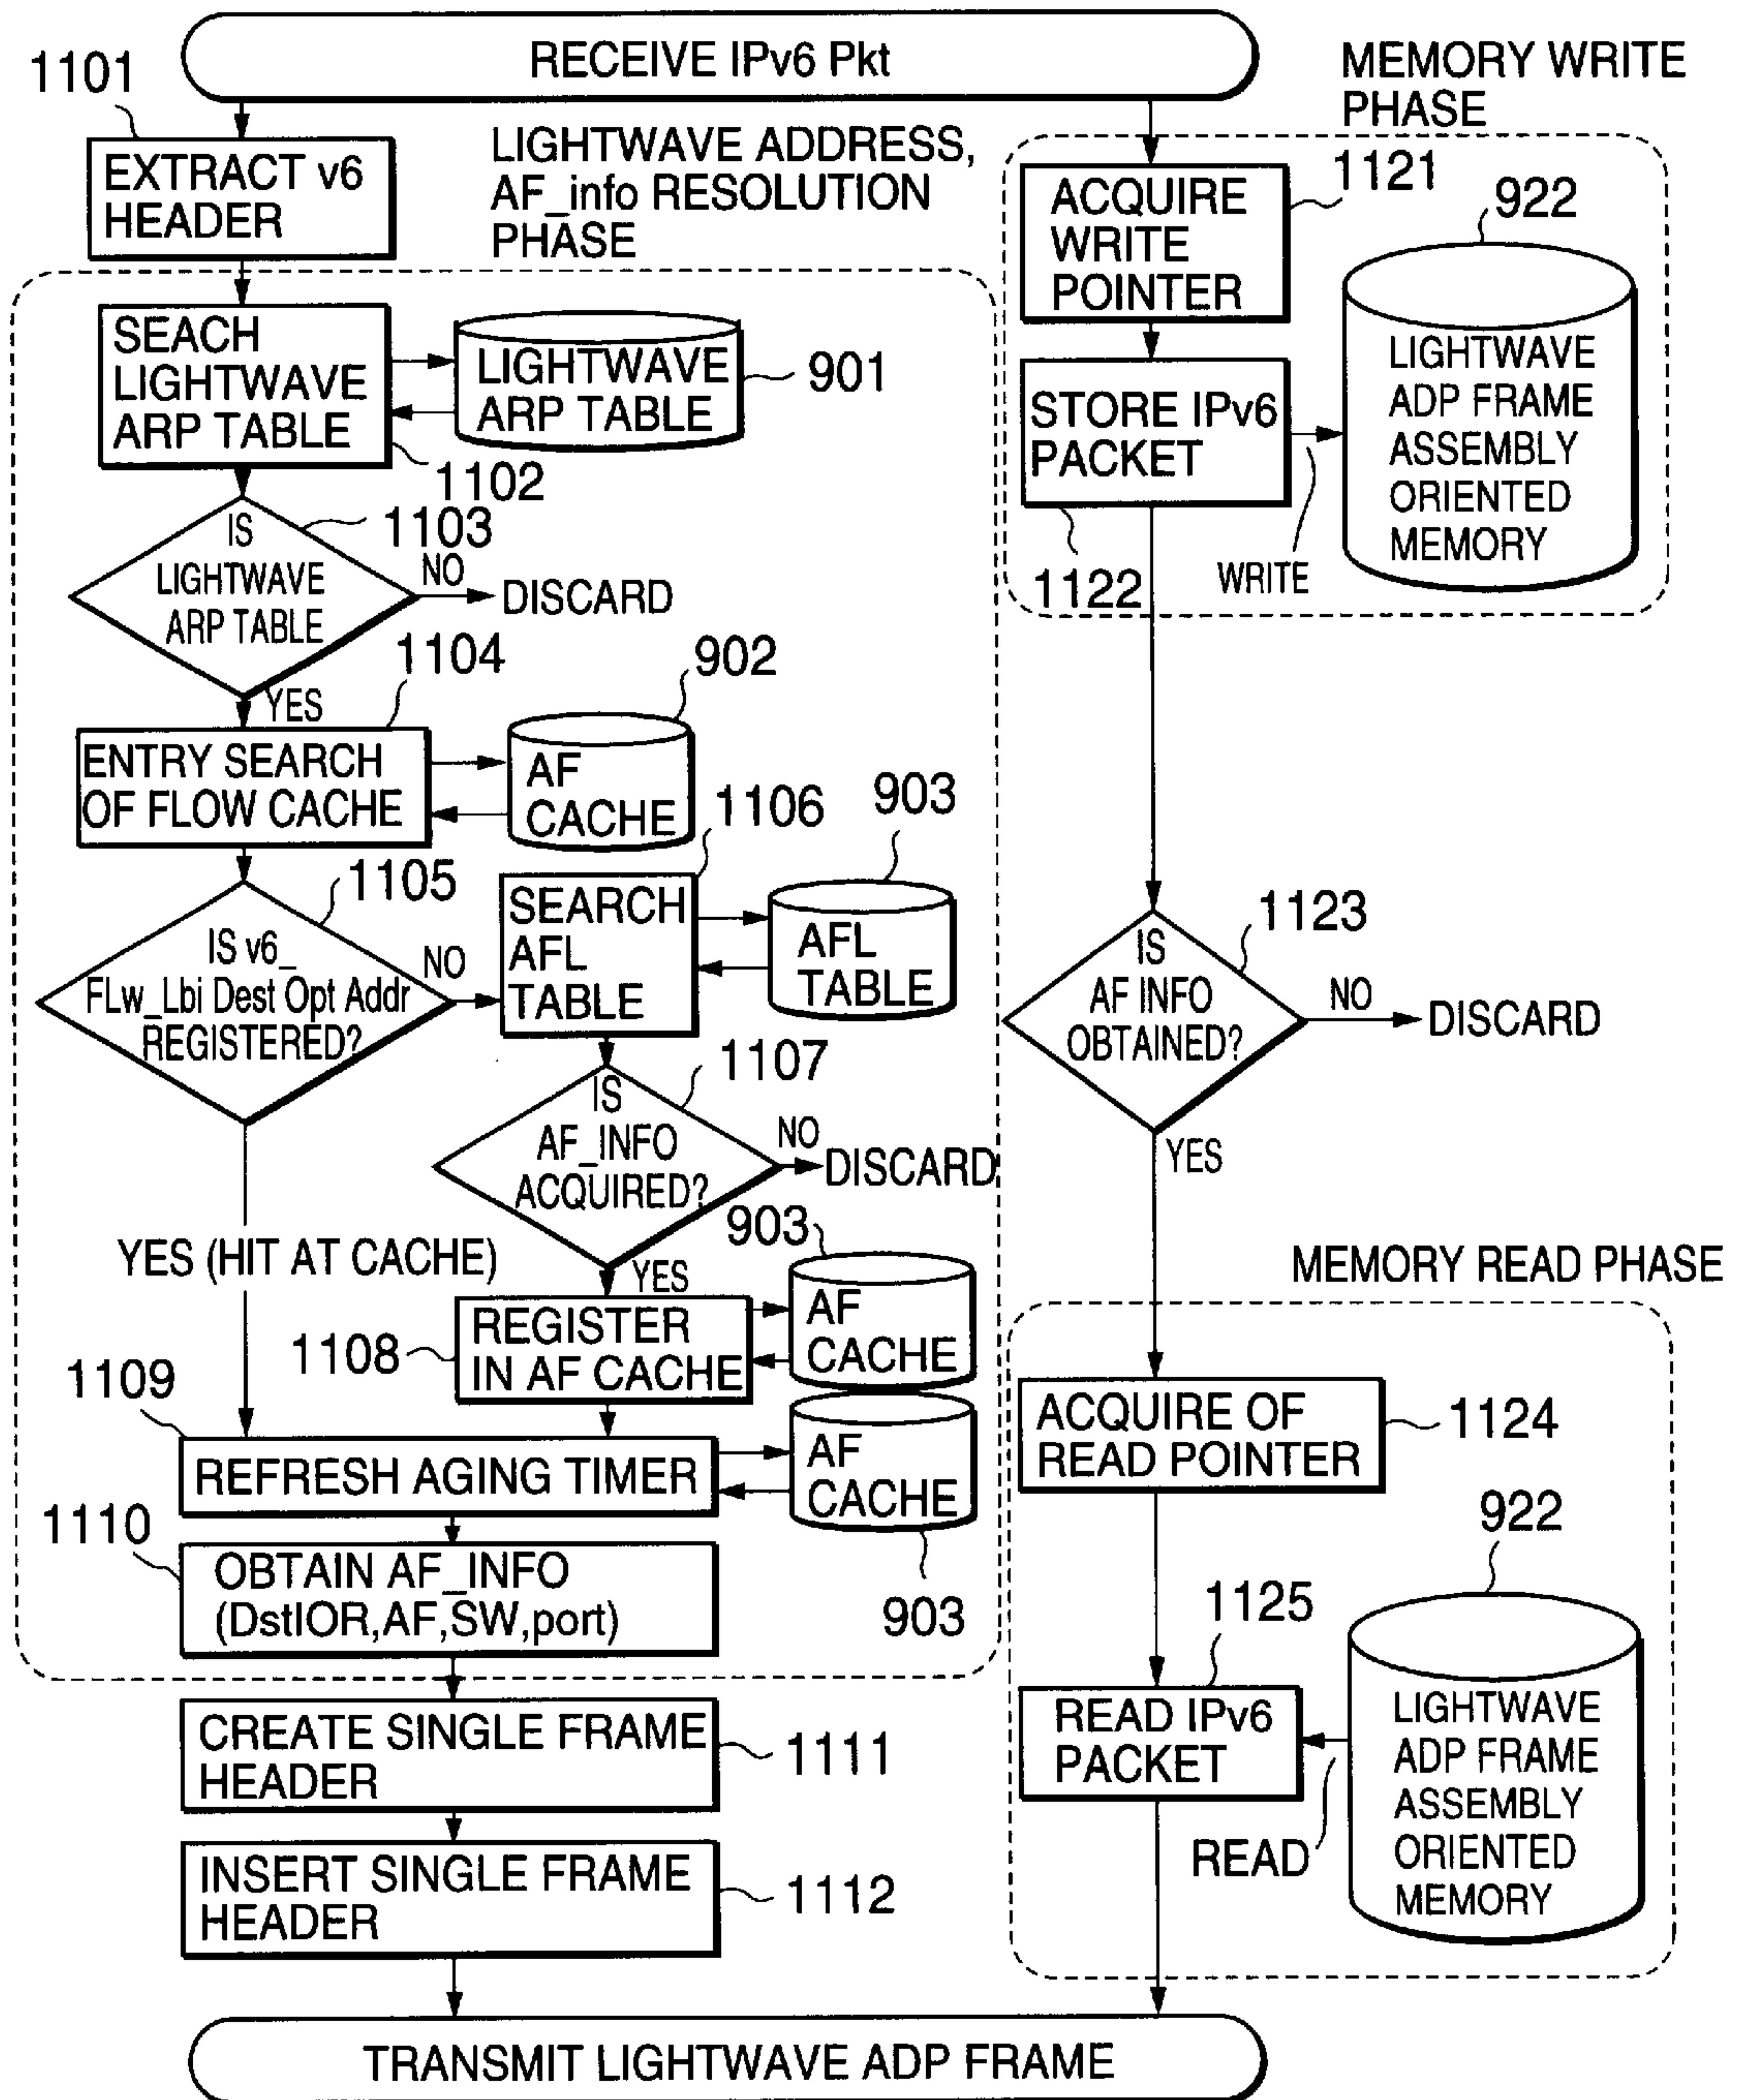 RECEIVE IPv6 Pkt
1101
EXTRACT v6
HEADER
LIGHTWAVE ADDRESS,
AF_info RESOLUTION
PHASE
SEACH
LIGHTWAVE
ARP TABLE
LIGHTWAVE
ARP TABLE
901
1102
IS
LIGHTWAVE
ARP TABLE
1103
NO
DISCARD
YES
1104
ENTRY SEARCH
OF FLOW CACHE
902
AF
CACHE
1105
IS v6_
FLw_Lbi Dest Opt Addr
REGISTERED?
NO
1106
SEARCH
AFL
TABLE
903
AFL
TABLE
1107
IS
AF_INFO
ACQUIRED?
NO
DISCARD
YES (HIT AT CACHE)
YES
903
1108
REGISTER
IN AF CACHE
AF
CACHE
1109
REFRESH AGING TIMER
AF
CACHE
903
1110
OBTAIN AF_INFO
(DstIOR,AF,SW,port)
CREATE SINGLE FRAME
HEADER
1111
INSERT SINGLE FRAME
HEADER
1112
MEMORY WRITE
PHASE
1121
ACQUIRE
WRITE
POINTER
922
LIGHTWAVE
ADP FRAME
ASSEMBLY
ORIENTED
MEMORY
STORE IPv6
PACKET
1122
WRITE
1123
IS
AF INFO
OBTAINED?
NO
DISCARD
YES
MEMORY READ PHASE
ACQUIRE OF
READ POINTER
1124
922
1125
READ IPv6
PACKET
READ
LIGHTWAVE
ADP FRAME
ASSEMBLY
ORIENTED
MEMORY
TRANSMIT LIGHTWAVE ADP FRAME